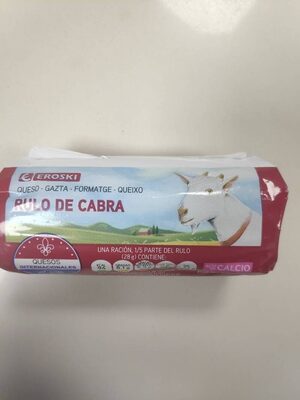 EROSKI
QUESO - GAZTA - FORMATGE - QUEIXO
RULO DE CABRA
UNA RACIÓN, 1/5 PARTE DEL RULO
(28 g) CONTIENE:
QUESOS
INTERNACIONALES
CALCIO